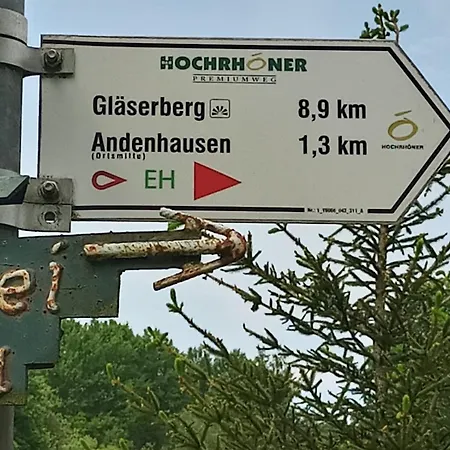 HOCHRHÖNER
PREMIUMWEG
Gläserberg 8,9 km
Andenhausen 1,3 km
(Ortsmitte)
HOCHRHÖNER
EH